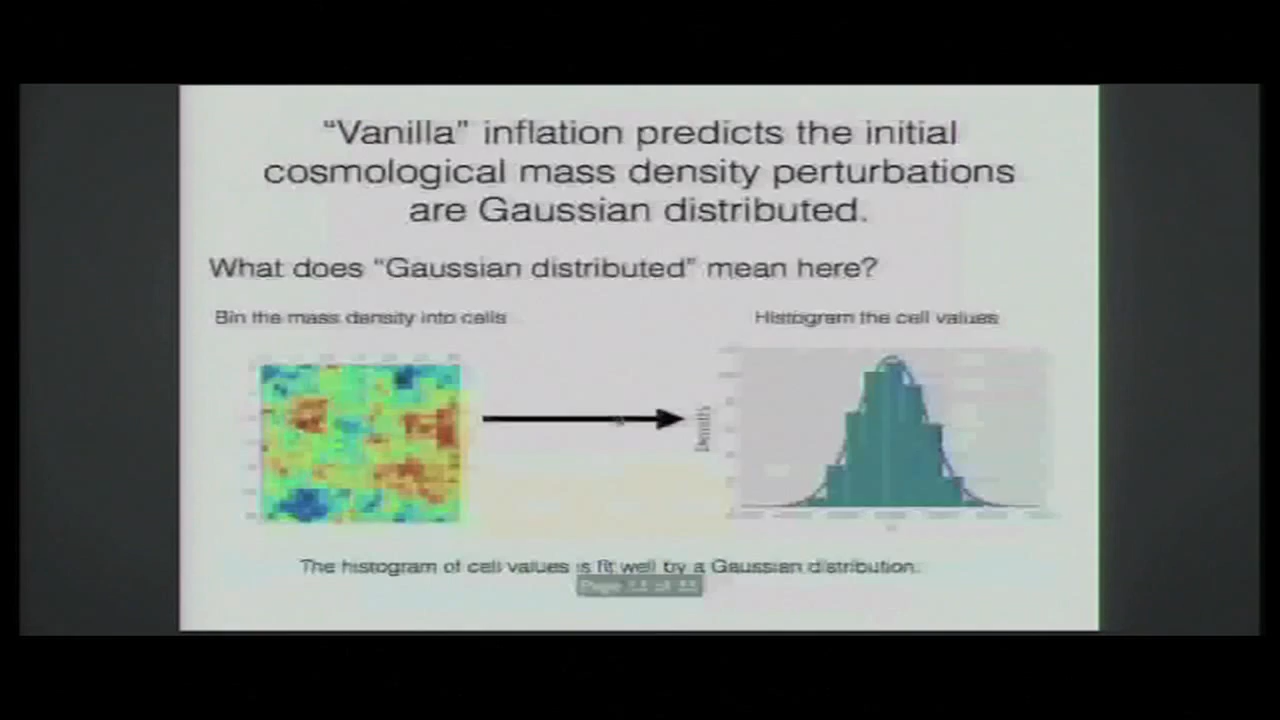 “Vanilla” inflation predicts the initial
cosmological mass density perturbations
are Gaussian distributed.
What does “Gaussian distributed” mean here?
Bin the mass density into cells
Histogram the cell values
Density
The histogram of cell values is fit well by a Gaussian distribution.
Page of